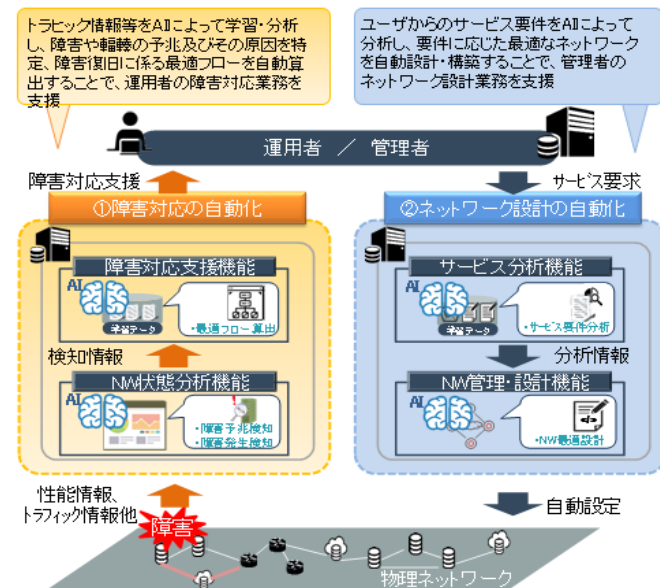 トラヒック情報等をAIによって学習・分析
し、障害や輻輳の予兆及びその原因を特
定、障害復旧に係る最適フローを自動算
出することで、運用者の障害対応業務を
支援
ユーザからのサービス要件をAIによって
分析し、要件に応じた最適なネットワーク
を自動設計・構築することで、管理者の
ネットワーク設計業務を支援
運用者 ／ 管理者
障害対応支援
サービス要求
①障害対応の自動化
②ネットワーク設計の自動化
障害対応支援機能
AI
学習データ
・最適フロー算出
サービス分析機能
AI
学習データ
・サービス要件分析
検知情報
分析情報
NW状態分析機能
AI
・障害予兆検知
・障害発生検知
NW管理・設計機能
AI
・NW最適設計
性能情報、
トラフィック情報他
自動設定
障害
物理ネットワーク